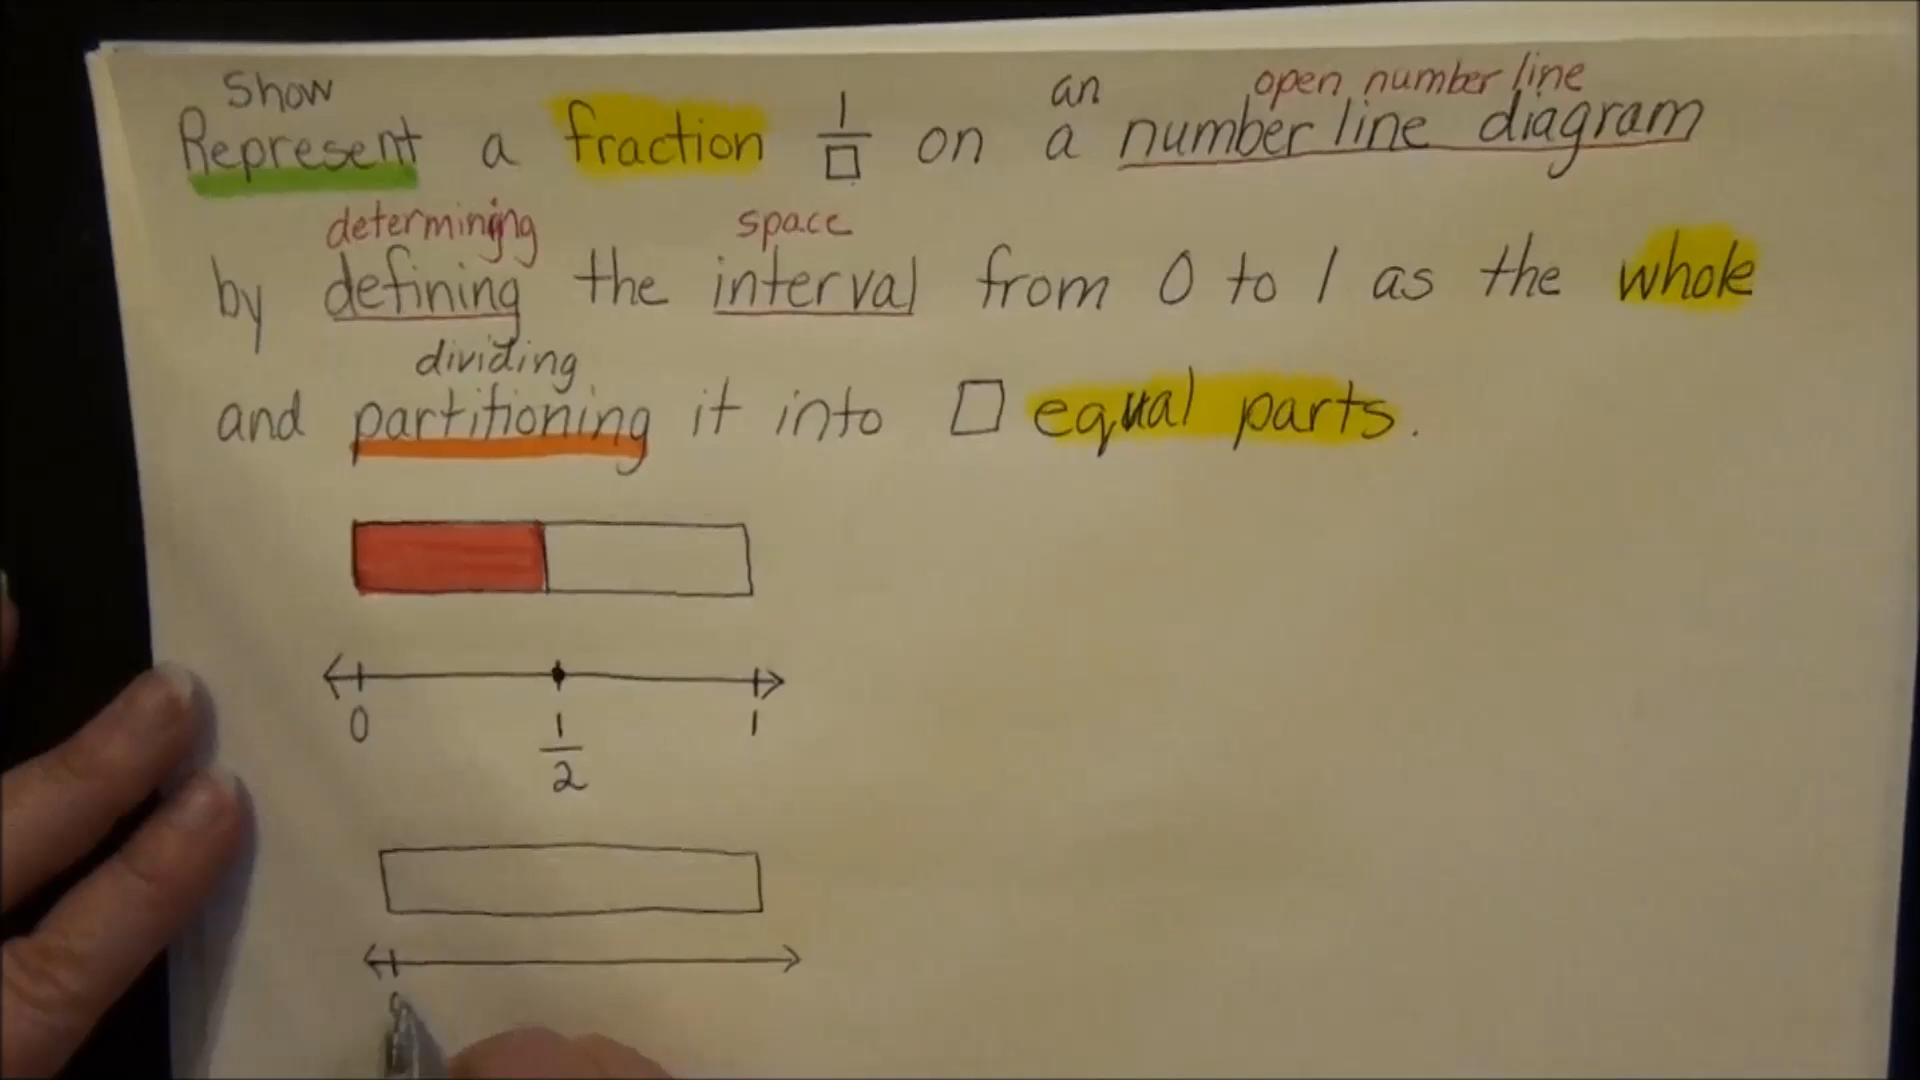 Show an open number line
Represent a fraction 1/□ on a number line diagram
determining space
by defining the interval from 0 to 1 as the whole
dividing
and partitioning it into □ equal parts.
0 1/2 1